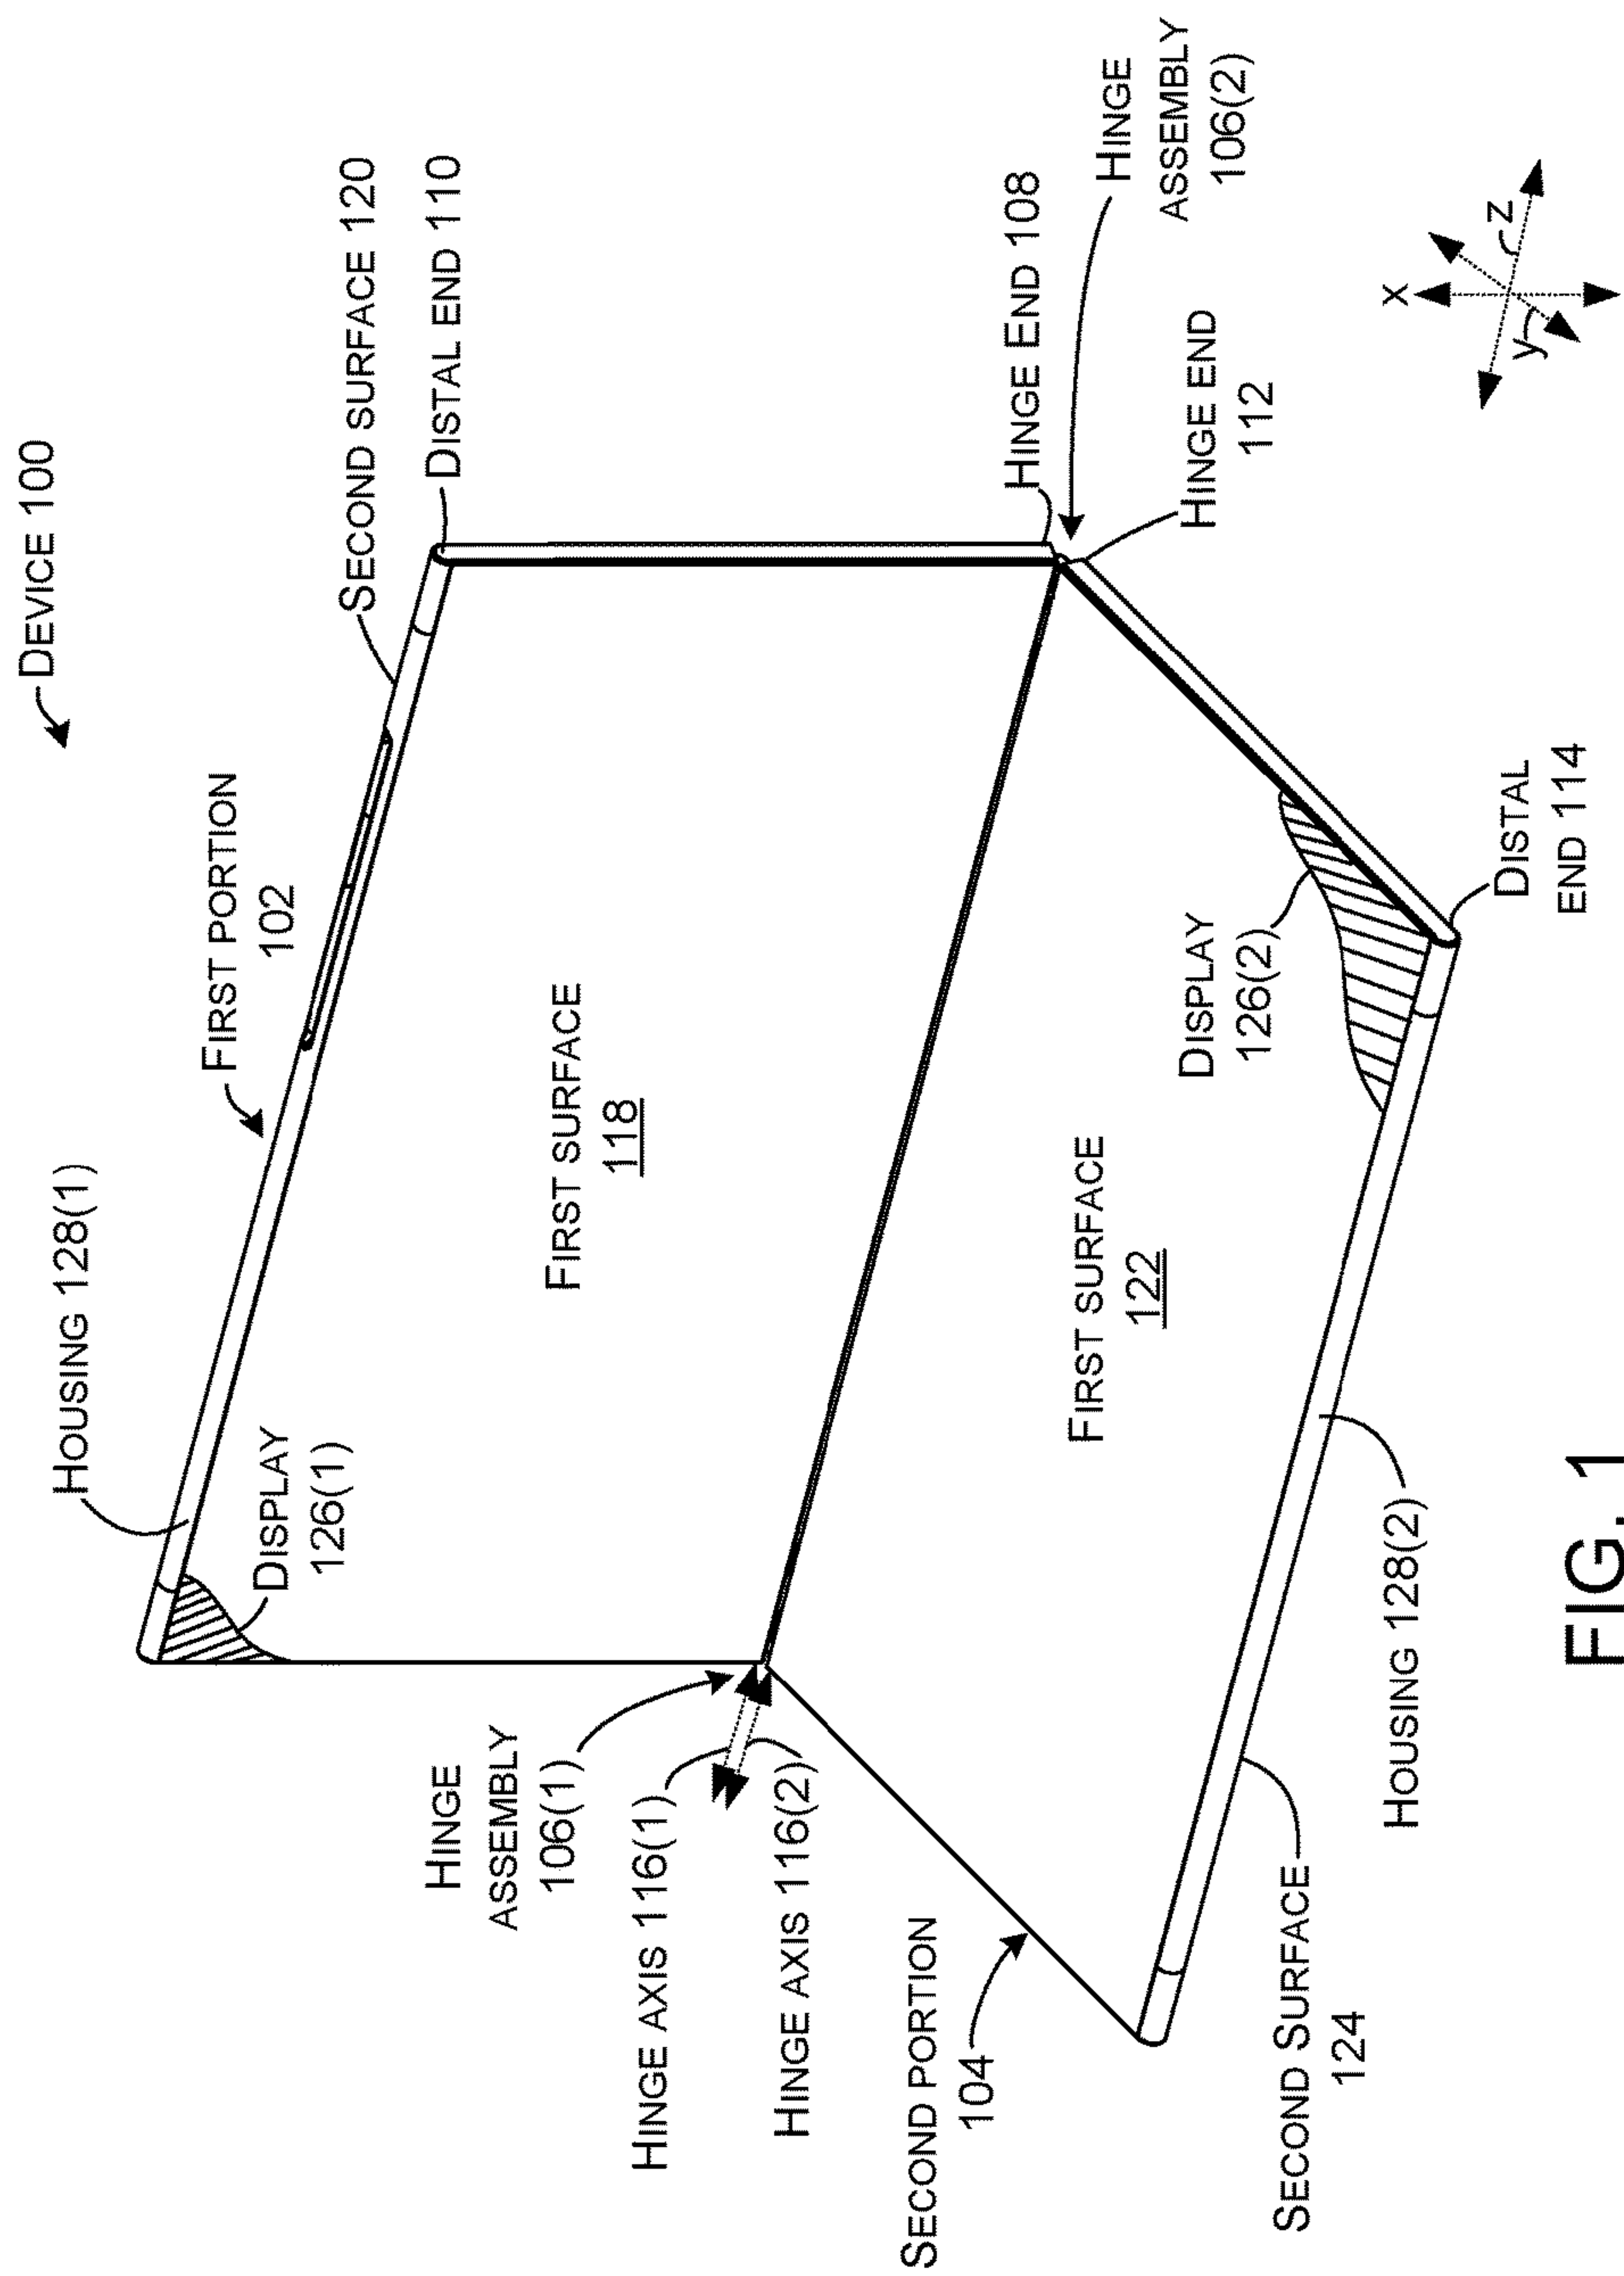 DEVICE 100
HOUSING 128(1)
FIRST PORTION
102
SECOND SURFACE 120
DISTAL END 110
DISPLAY
126(1)
FIRST SURFACE
118
HINGE
ASSEMBLY
106(1)
HINGE AXIS 116(1)
HINGE AXIS 116(2)
HINGE END 108
HINGE
ASSEMBLY
106(2)
HINGE END
112
SECOND PORTION
104
FIRST SURFACE
122
DISPLAY
126(2)
DISTAL
END 114
SECOND SURFACE
124
HOUSING 128(2)
x
y
z
FIG. 1